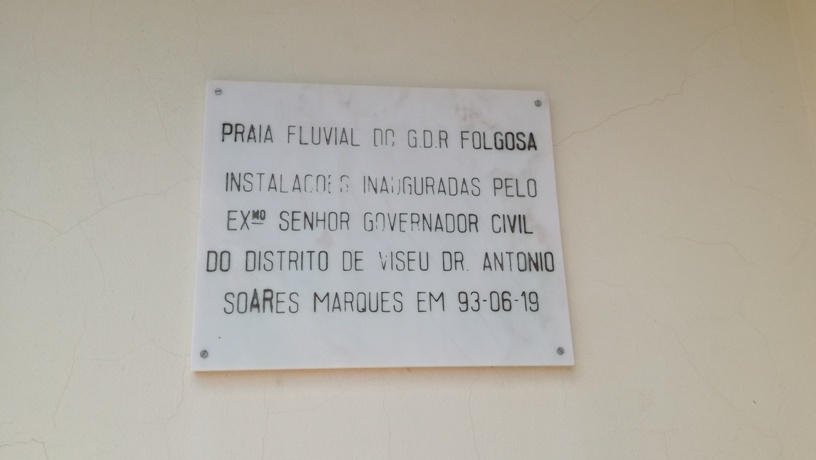 PRAIA FLUVIAL DO G.D.R FOLGOSA
INSTALACOES INAUGURADAS PELO
EXMO SENHOR GOVERNADOR CIVIL
DO DISTRITO DE VISEU DR. ANTONIO
SOARES MARQUES EM 93-06-19